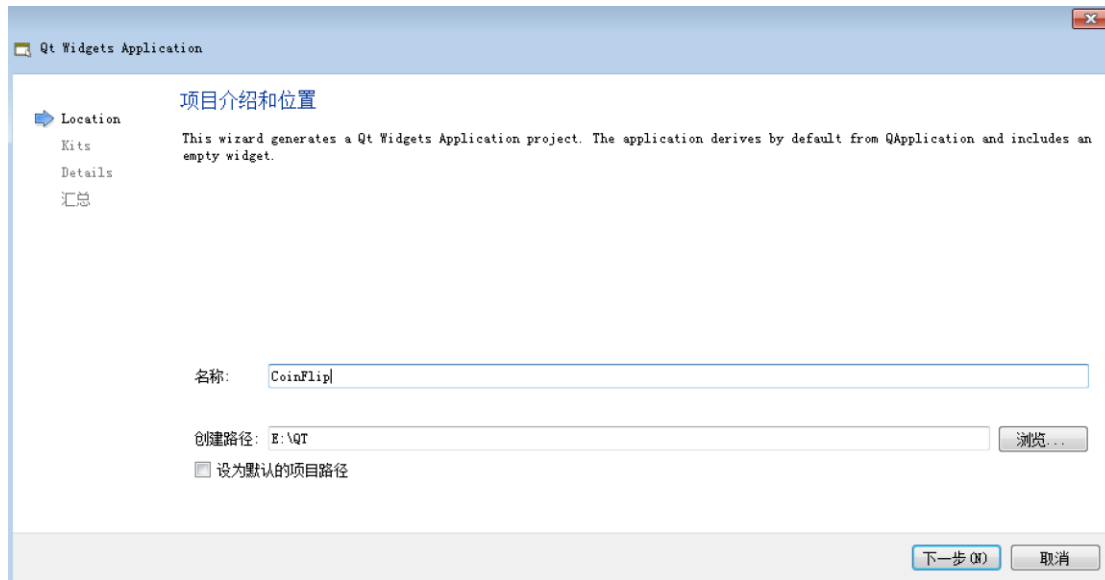 Qt Widgets Application
Location
Kits
Details
汇总
项目介绍和位置
This wizard generates a Qt Widgets Application project. The application derives by default from QApplication and includes an
empty widget.
名称: CoinFlip
创建路径: E:\QT 浏览...
设为默认的项目路径
下一步(N) 取消